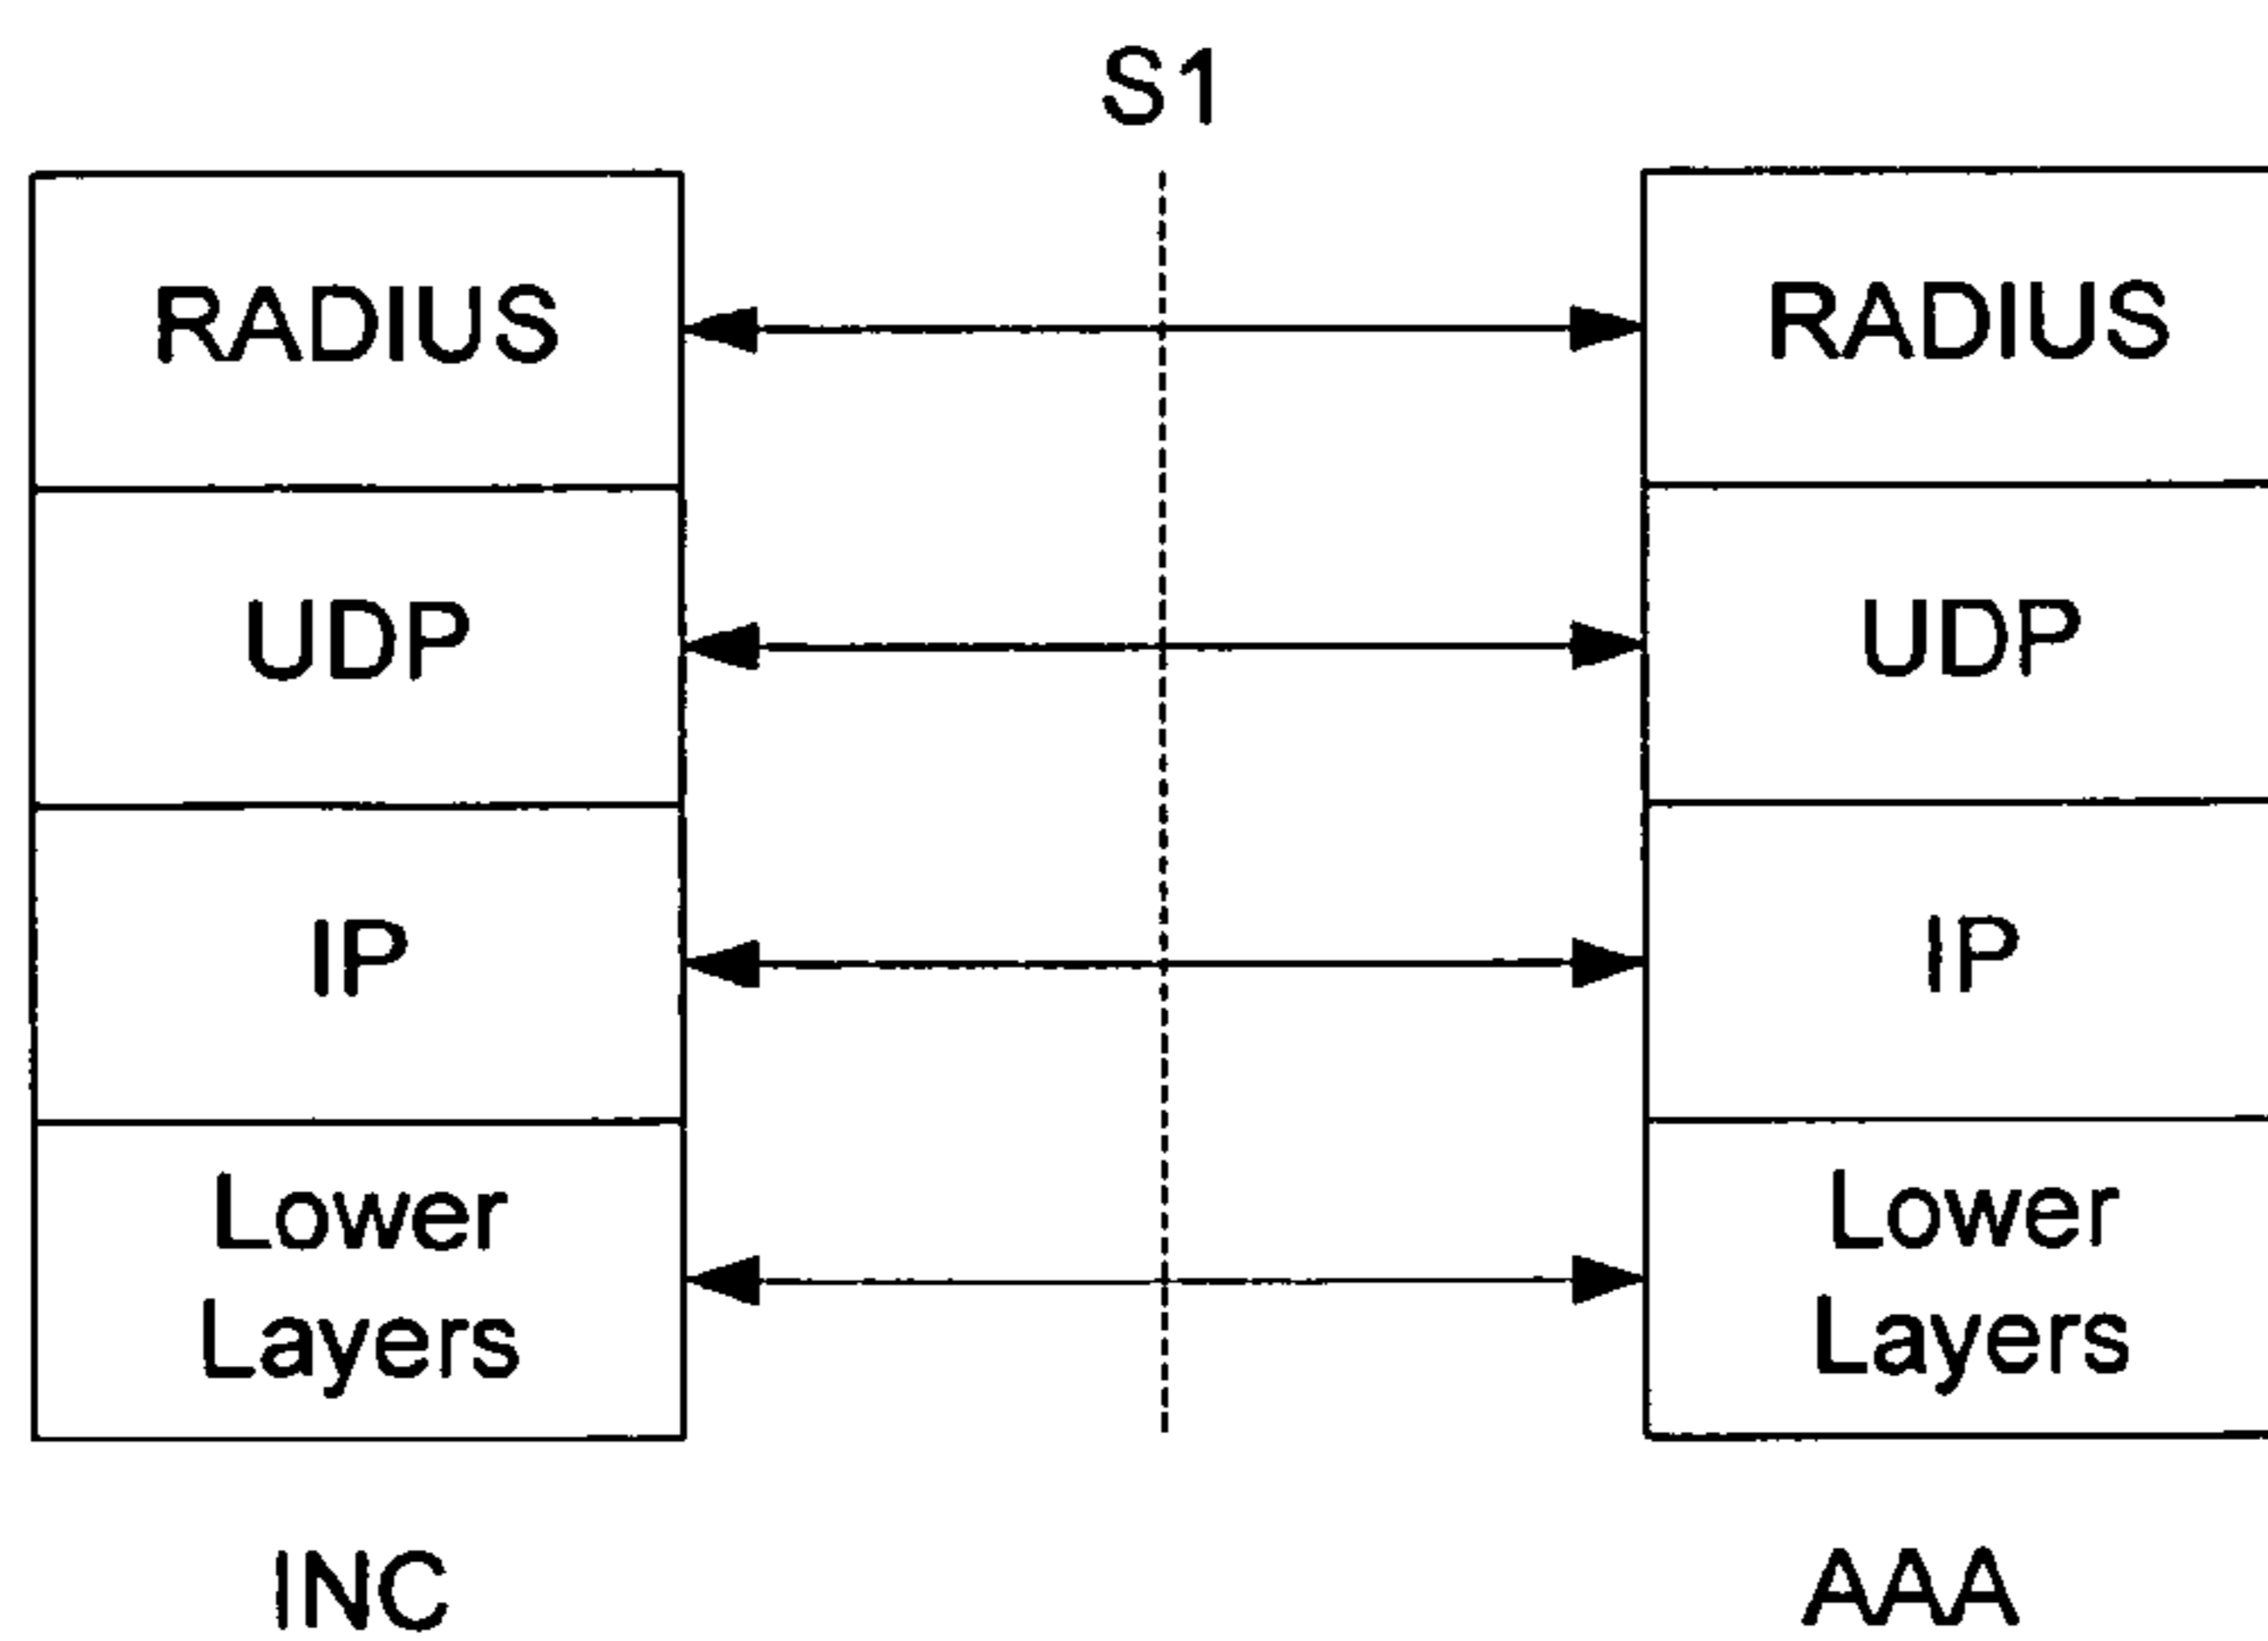 S1
RADIUS
RADIUS
UDP
UDP
IP
IP
Lower
Layers
Lower
Layers
INC
AAA